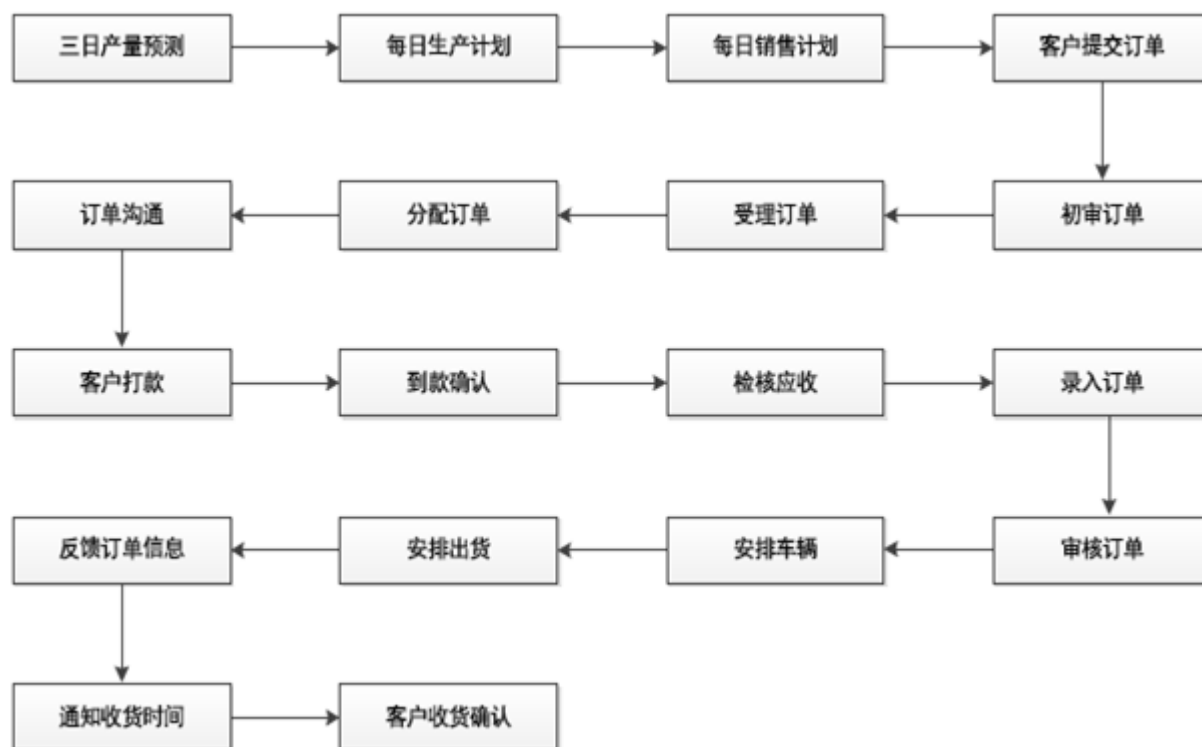 三日产量预测
每日生产计划
每日销售计划
客户提交订单
订单沟通
分配订单
受理订单
初审订单
客户打款
到款确认
检核应收
录入订单
反馈订单信息
安排出货
安排车辆
审核订单
通知收货时间
客户收货确认